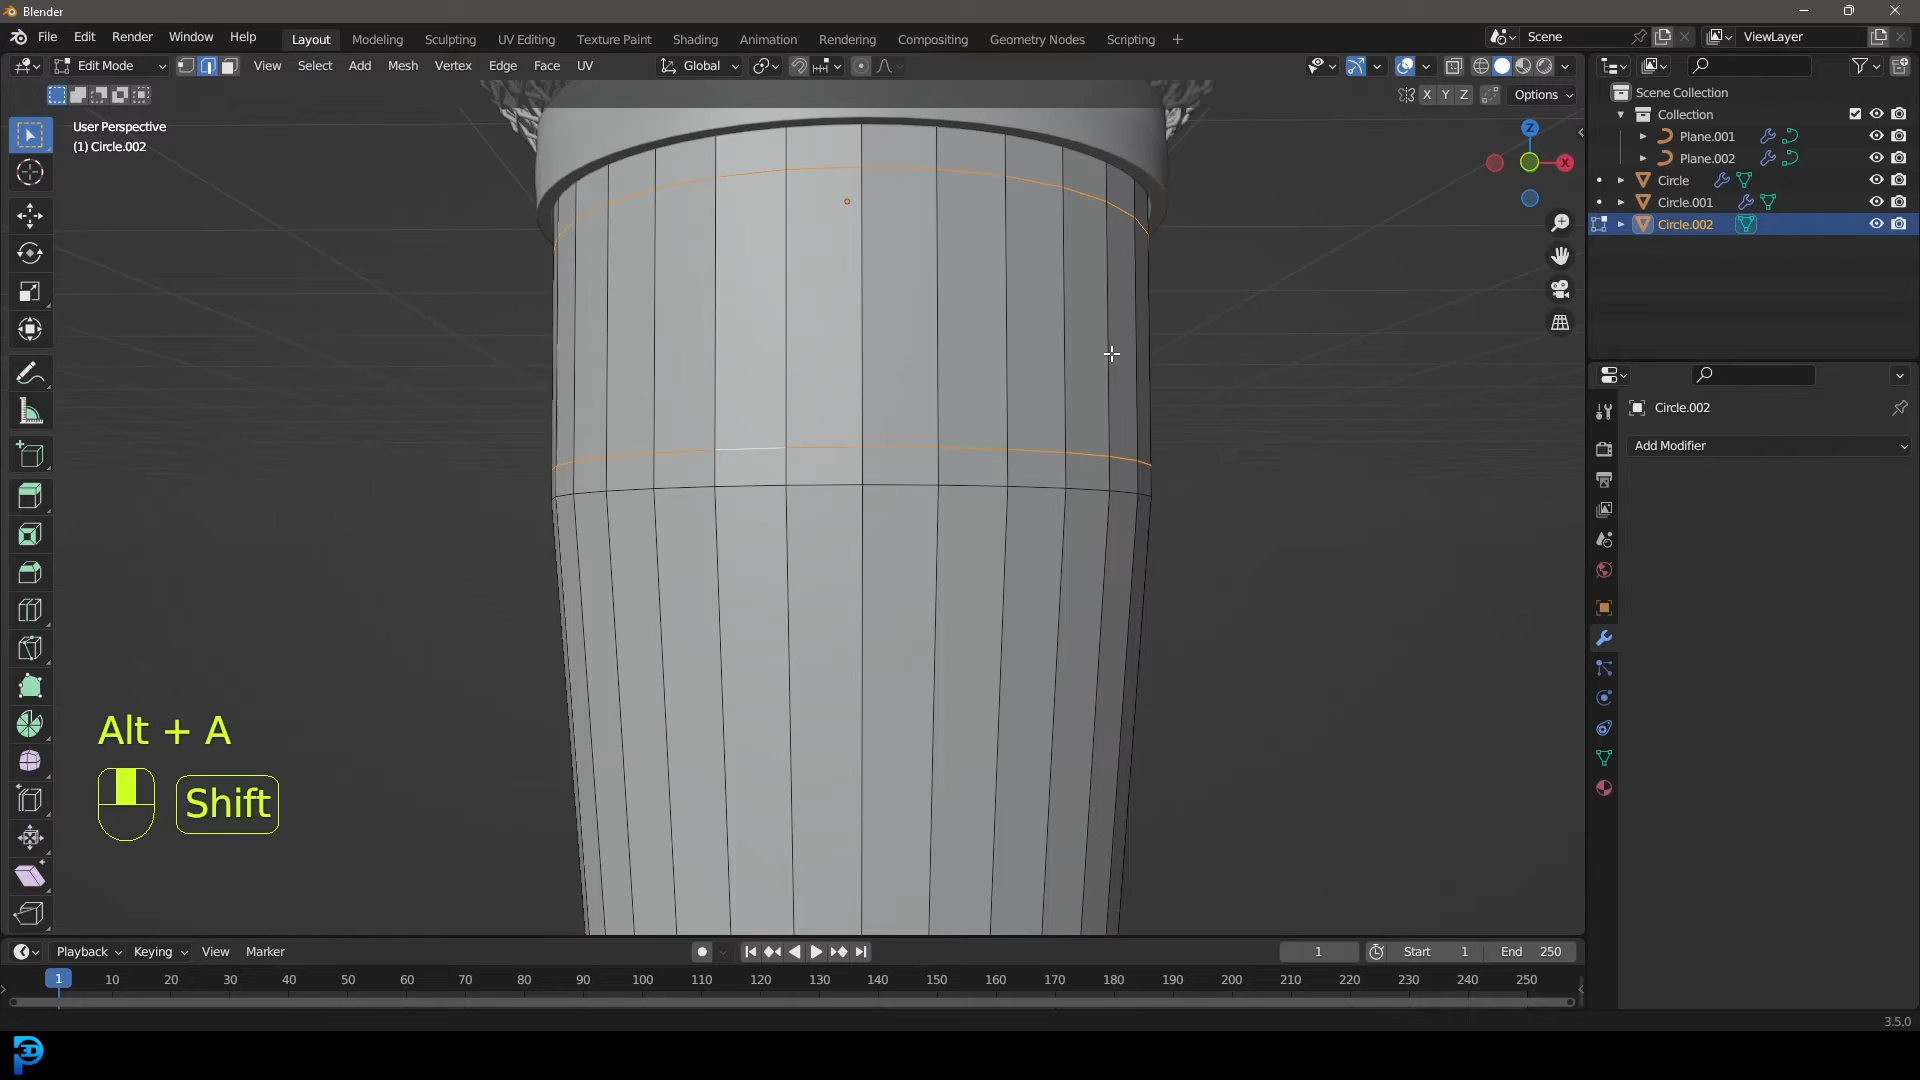 Blender
File Edit Render Window Help
Layout Modeling Sculpting UV Editing Texture Paint Shading Animation Rendering Compositing Geometry Nodes Scripting +
Scene
ViewLayer
Edit Mode View Select Add Mesh Vertex Edge Face UV
Global
X Y Z Options
User Perspective
(1) Circle.002
Z
X
Scene Collection
Collection
Plane.001
Plane.002
Circle
Circle.001
Circle.002
Circle.002
Add Modifier
Alt + A
Shift
Playback Keying View Marker
1 Start 1 End 250
1 10 20 30 40 50 60 70 80 90 100 110 120 130 140 150 160 170 180 190 200 210 220 230 240 250
3.5.0